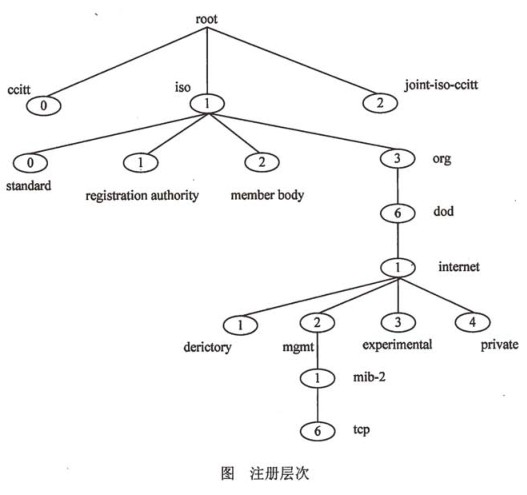 root
ccitt
iso
joint-iso-ccitt
0
1
2
0
1
2
3
org
standard
registration authority
member body
6
dod
1
internet
1
2
3
4
derictory
mgmt
experimental
private
1
mib-2
6
tcp
图 注册层次